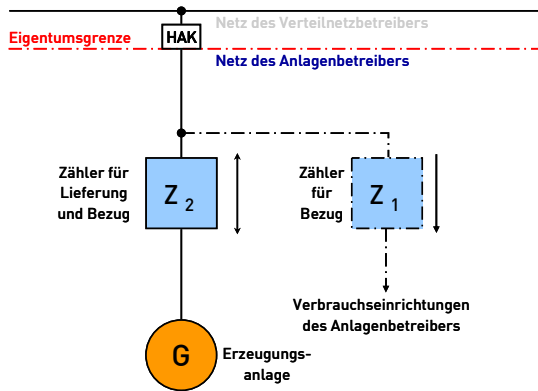 Netz des Verteilnetzbetreibers
Eigentumsgrenze
HAK
Netz des Anlagenbetreibers
Zähler für
Lieferung
und Bezug
Z 2
Zähler
für
Bezug
Z 1
Verbrauchseinrichtungen
des Anlagenbetreibers
G
Erzeugungs-
anlage